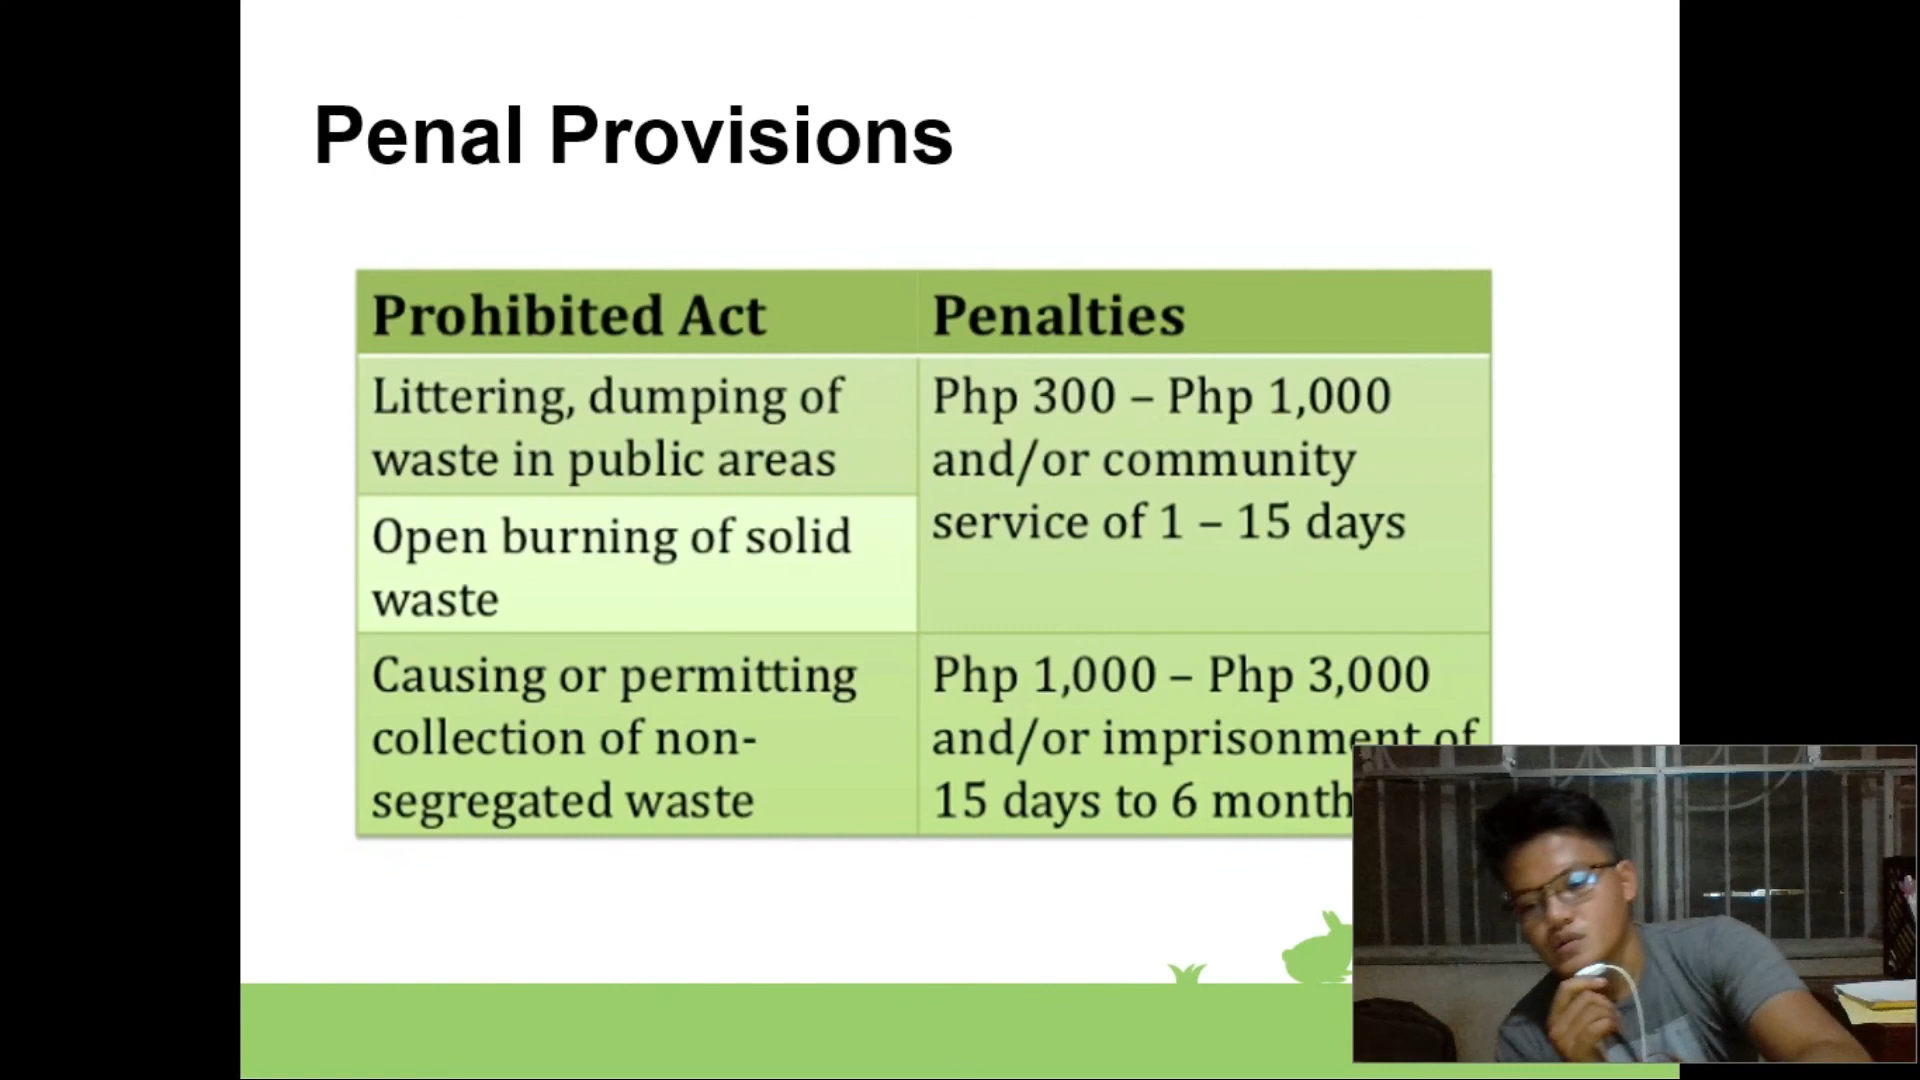 Penal Provisions
Prohibited Act
Penalties
Littering, dumping of
waste in public areas
Php 300 – Php 1,000
and/or community
service of 1 – 15 days
Open burning of solid
waste
Causing or permitting
collection of non-
segregated waste
Php 1,000 – Php 3,000
and/or imprisonment of
15 days to 6 month